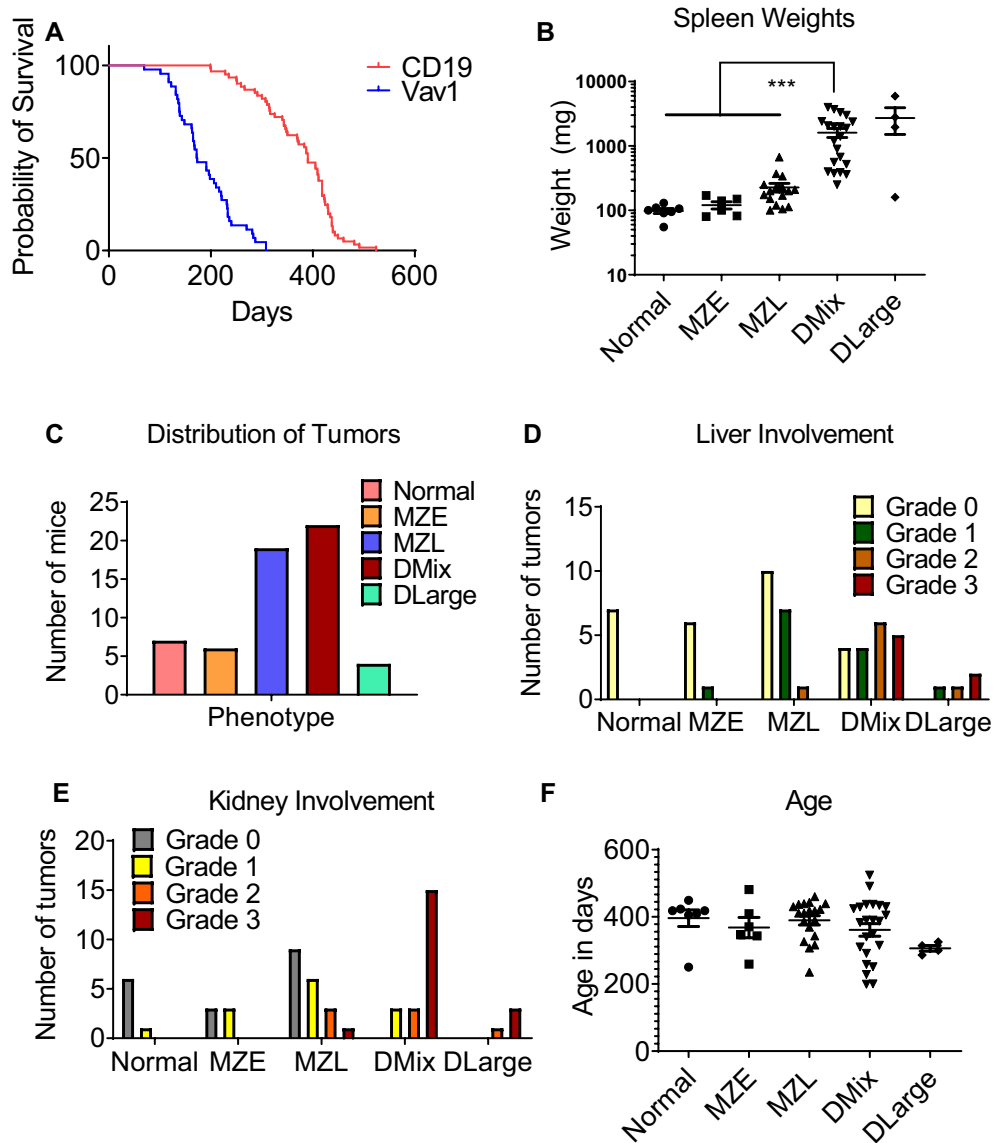 A
Probability of Survival
100
50
0
0 200 400 600
Days
CD19
Vav1
B
Spleen Weights
Weight (mg)
10000
1000
100
10
***
Normal MZE MZL DMix DLarge
C
Distribution of Tumors
Number of mice
25
20
15
10
5
0
Phenotype
Normal
MZE
MZL
DMix
DLarge
D
Liver Involvement
Number of tumors
15
10
5
0
Normal MZE MZL DMix DLarge
Grade 0
Grade 1
Grade 2
Grade 3
E
Kidney Involvement
Number of tumors
20
15
10
5
0
Normal MZE MZL DMix DLarge
Grade 0
Grade 1
Grade 2
Grade 3
F
Age
Age in days
600
400
200
0
Normal MZE MZL DMix DLarge